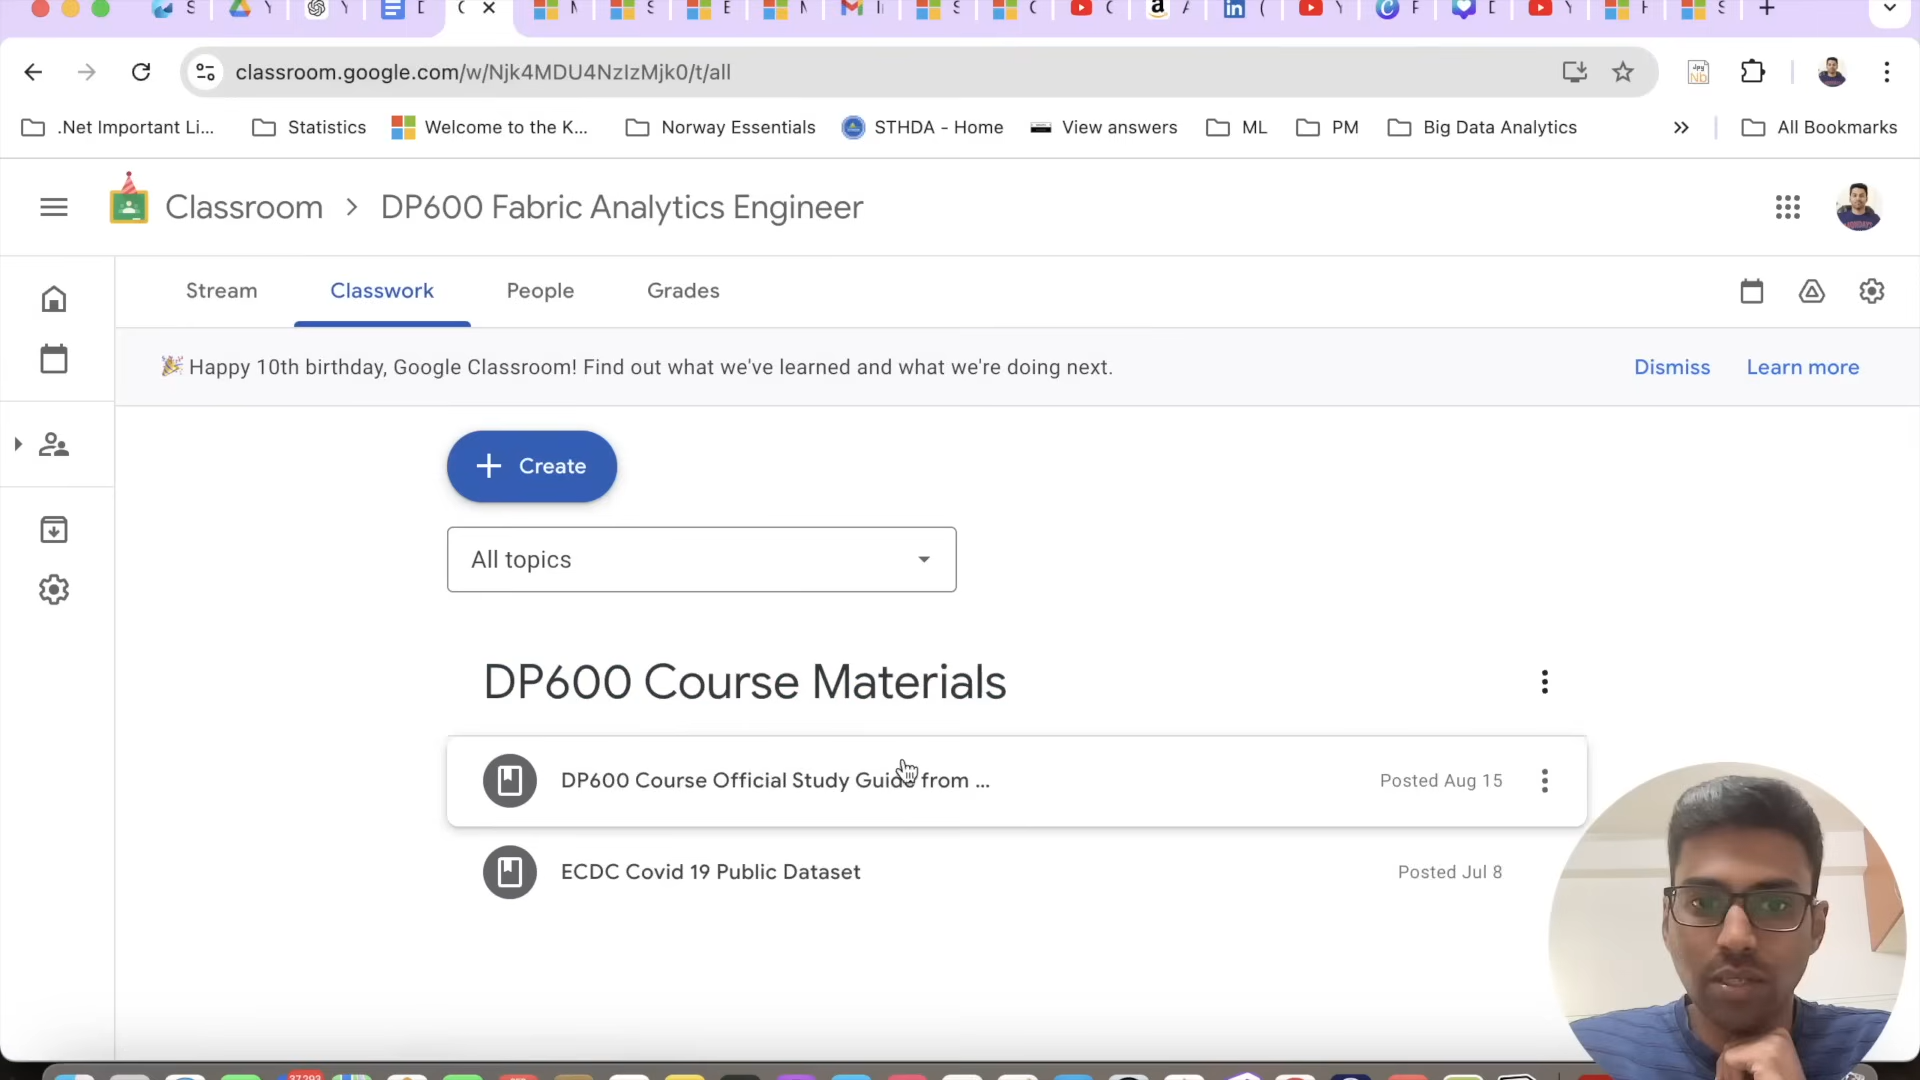 classroom.google.com/w/Njk4MDU4NzIzMjk0/t/all
.Net Important Li...
Statistics
Welcome to the K...
Norway Essentials
STHDA - Home
View answers
ML
PM
Big Data Analytics
All Bookmarks
Classroom > DP600 Fabric Analytics Engineer
Stream
Classwork
People
Grades
Happy 10th birthday, Google Classroom! Find out what we've learned and what we're doing next.
Dismiss
Learn more
+ Create
All topics
DP600 Course Materials
DP600 Course Official Study Guide from ...
Posted Aug 15
ECDC Covid 19 Public Dataset
Posted Jul 8